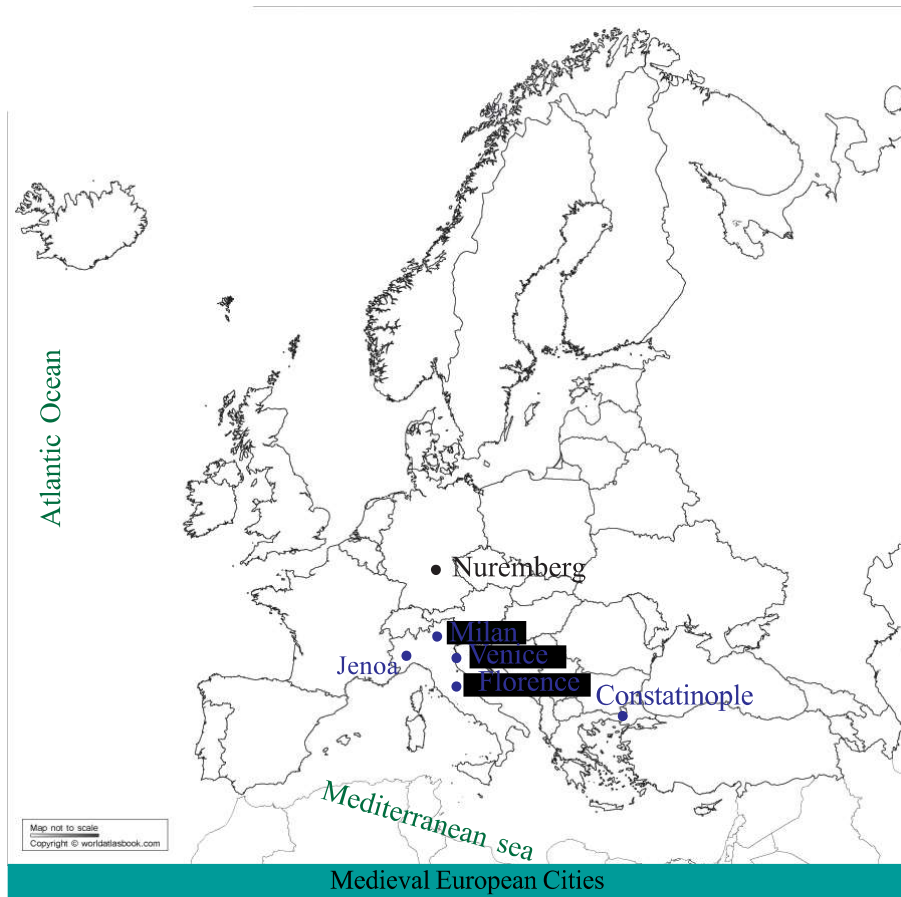 Atlantic Ocean
Nuremberg
Milan
Venice
Jenoa
Florence
Constatinople
Mediterranean sea
Map not to scale
Copyright © worldatlasbook.com
Medieval European Cities